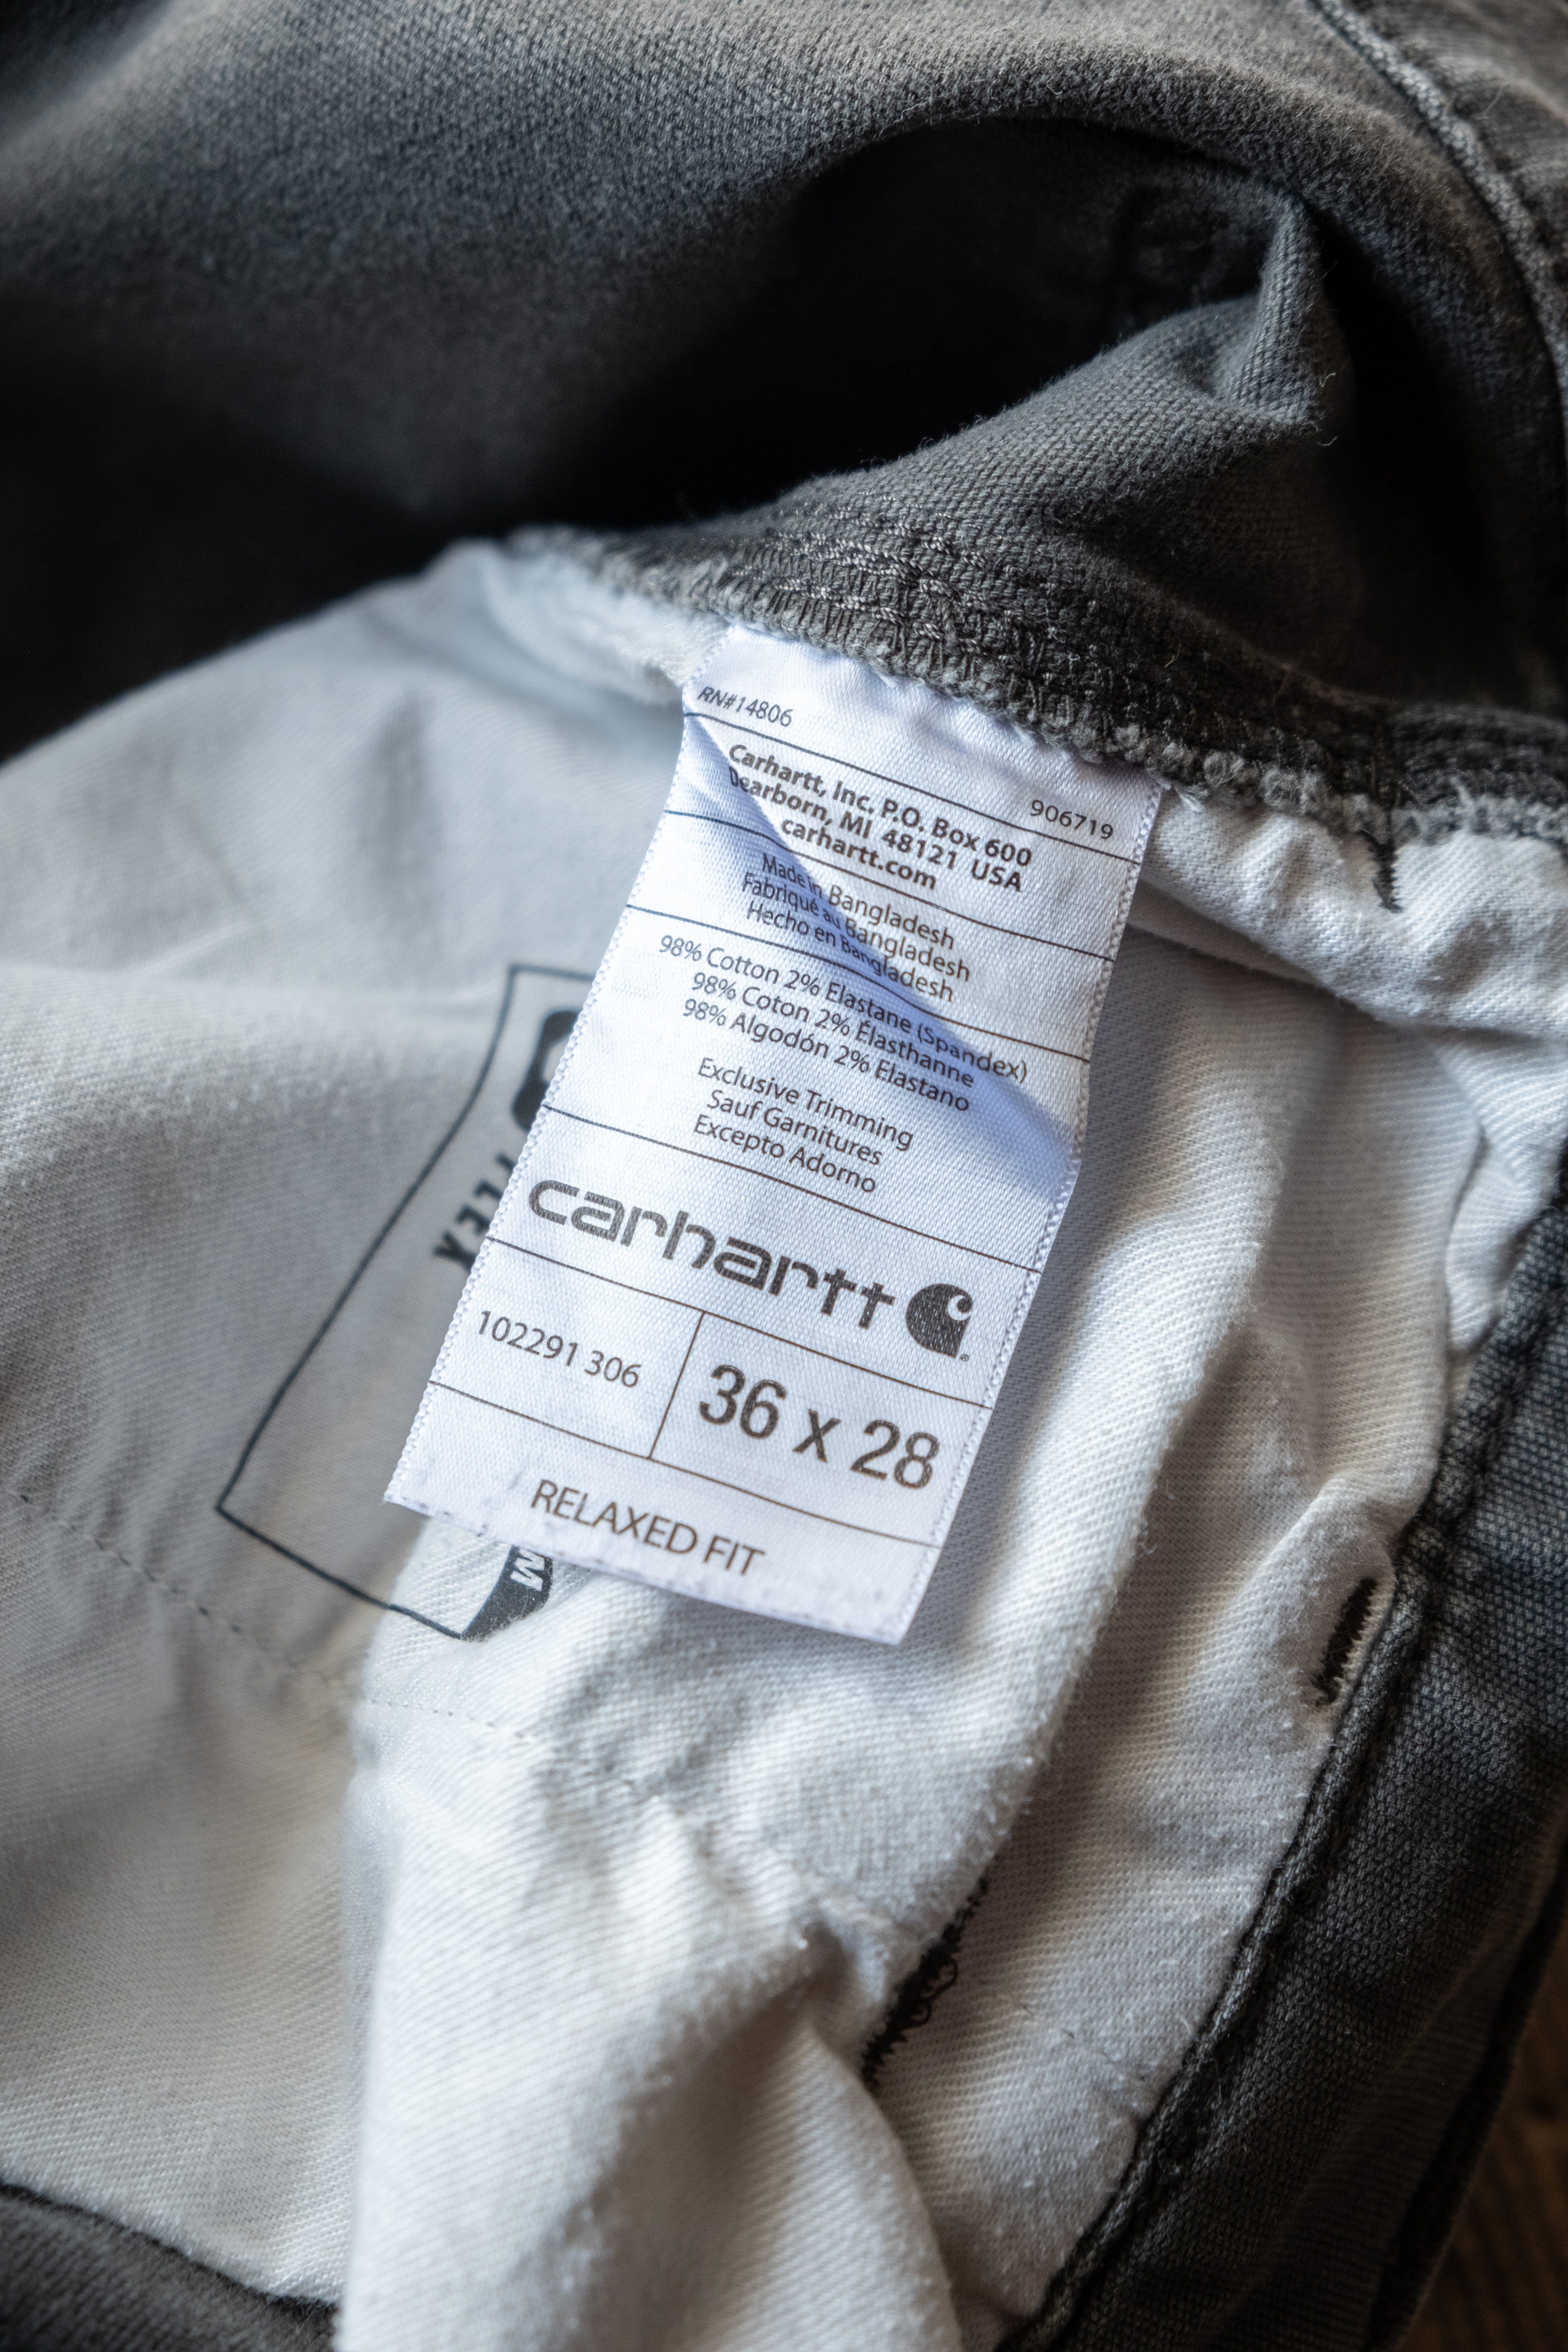 RN#14806
906719
Carhartt, Inc. P.O. Box 600
Dearborn, MI 48121 USA
carhartt.com
Made in Bangladesh
Fabriqué au Bangladesh
Hecho en Bangladesh
98% Cotton 2% Elastane (Spandex)
98% Coton 2% Élasthanne
98% Algodón 2% Elastano
Exclusive Trimming
Sauf Garnitures
Excepto Adorno
carhartt
102291 306
36 x 28
RELAXED FIT